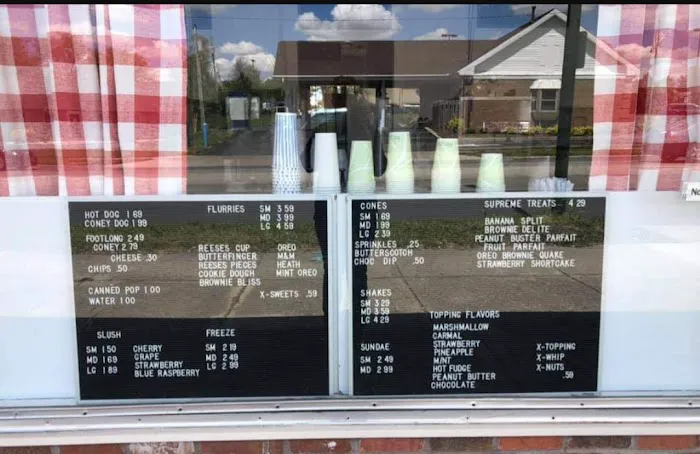 HOT DOG 1 69
CONEY DOG 1 99
FOOTLONG 2 49
CONEY 2.79
CHEESE .30
CHIPS .50
CANNED POP 1 00
WATER 1 00
FLURRIES SM 3 59
MD 3 99
LG 4 59
REESES CUP OREO
BUTTERFINGER M&M
REESES PIECES HEATH
COOKIE DOUGH MINT OREO
BROWNIE BLISS
X-SWEETS .59
SLUSH
SM 1 50 CHERRY
MD 1 69 GRAPE
LG 1 89 STRAWBERRY
BLUE RASPBERRY
FREEZE
SM 2 19
MD 2 49
LG 2 99
CONES
SM 1 69
MD 1 99
LG 2 39
SPRINKLES .25
BUTTERSCOTCH
CHOC DIP .50
SHAKES
SM 3 29
MD 3 59
LG 4 29
SUNDAE
SM 2 49
MD 2 99
SUPREME TREATS 4 29
BANANA SPLIT
BROWNIE DELITE
PEANUT BUSTER PARFAIT
FRUIT PARFAIT
OREO BROWNIE QUAKE
STRAWBERRY SHORTCAKE
TOPPING FLAVORS
MARSHMALLOW
CARMAL
STRAWBERRY
PINEAPPLE
MINT
HOT FUDGE
PEANUT BUTTER
CHOCOLATE
X-TOPPING
X-WHIP
X-NUTS
.59